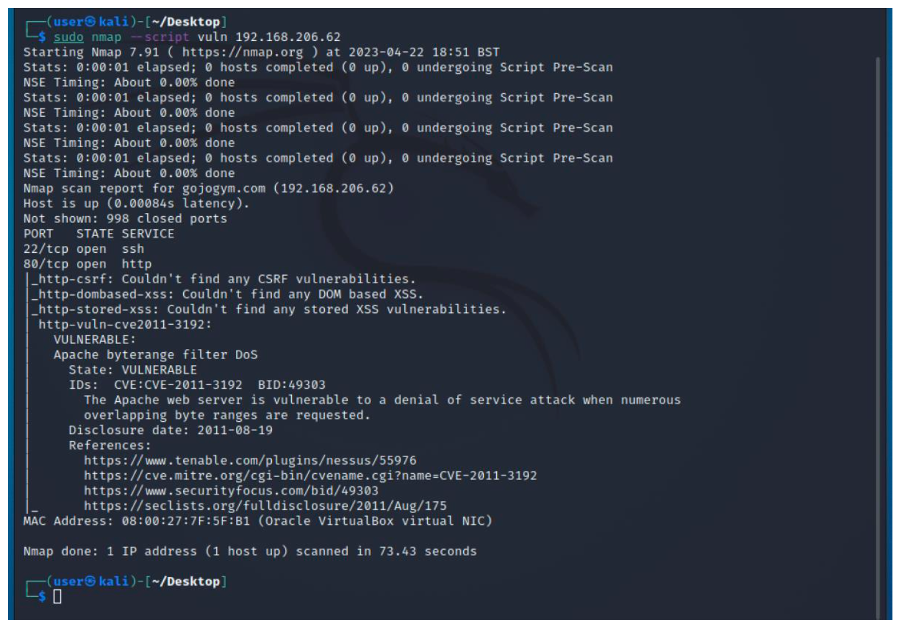 ┌──(user㉿kali)-[~/Desktop]
└─$ sudo nmap --script vuln 192.168.206.62
Starting Nmap 7.91 ( https://nmap.org ) at 2023-04-22 18:51 BST
Stats: 0:00:01 elapsed; 0 hosts completed (0 up), 0 undergoing Script Pre-Scan
NSE Timing: About 0.00% done
Stats: 0:00:01 elapsed; 0 hosts completed (0 up), 0 undergoing Script Pre-Scan
NSE Timing: About 0.00% done
Stats: 0:00:01 elapsed; 0 hosts completed (0 up), 0 undergoing Script Pre-Scan
NSE Timing: About 0.00% done
Stats: 0:00:01 elapsed; 0 hosts completed (0 up), 0 undergoing Script Pre-Scan
NSE Timing: About 0.00% done
Nmap scan report for gojogym.com (192.168.206.62)
Host is up (0.00084s latency).
Not shown: 998 closed ports
PORT   STATE SERVICE
22/tcp open  ssh
80/tcp open  http
|_http-csrf: Couldn't find any CSRF vulnerabilities.
|_http-dombased-xss: Couldn't find any DOM based XSS.
|_http-stored-xss: Couldn't find any stored XSS vulnerabilities.
| http-vuln-cve2011-3192:
|   VULNERABLE:
|   Apache byterange filter DoS
|     State: VULNERABLE
|     IDs:  CVE:CVE-2011-3192  BID:49303
|       The Apache web server is vulnerable to a denial of service attack when numerous
|       overlapping byte ranges are requested.
|     Disclosure date: 2011-08-19
|     References:
|       https://www.tenable.com/plugins/nessus/55976
|       https://cve.mitre.org/cgi-bin/cvename.cgi?name=CVE-2011-3192
|       https://www.securityfocus.com/bid/49303
|_      https://seclists.org/fulldisclosure/2011/Aug/175
MAC Address: 08:00:27:7F:5F:B1 (Oracle VirtualBox virtual NIC)
Nmap done: 1 IP address (1 host up) scanned in 73.43 seconds
┌──(user㉿kali)-[~/Desktop]
└─$